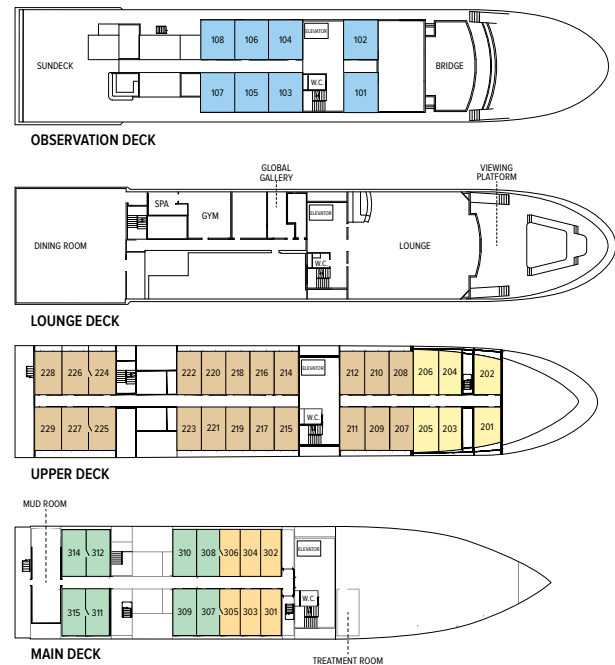 108 106 104 ELEVATOR 102
SUNDECK BRIDGE
W.C.
107 105 103 101
OBSERVATION DECK
GLOBAL
GALLERY
VIEWING
PLATFORM
SPA
GYM
ELEVATOR
DINING ROOM LOUNGE
W.C.
LOUNGE DECK
228 226 224 222 220 218 216 214 ELEVATOR 212 210 208 206 204 202
W.C.
229 227 225 223 221 219 217 215 211 209 207 205 203 201
UPPER DECK
MUD ROOM
314 312 310 308 306 304 302 ELEVATOR
W.C.
315 311 309 307 305 303 301
MAIN DECK
TREATMENT ROOM